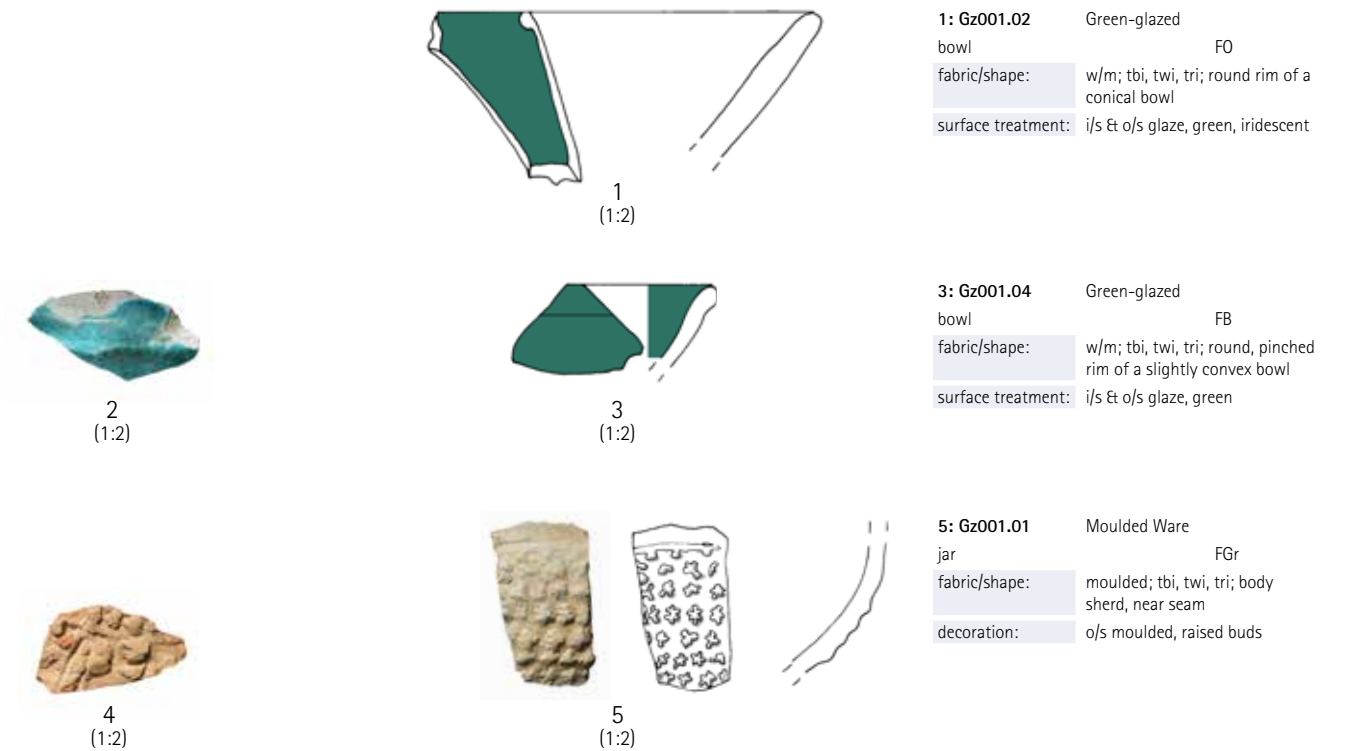 1
(1:2)
1: Gz001.02 Green-glazed
bowl FO
fabric/shape: w/m; tbi, twi, tri; round rim of a
conical bowl
surface treatment: i/s & o/s glaze, green, iridescent
2
(1:2)
3
(1:2)
3: Gz001.04 Green-glazed
bowl FB
fabric/shape: w/m; tbi, twi, tri; round, pinched
rim of a slightly convex bowl
surface treatment: i/s & o/s glaze, green
4
(1:2)
5
(1:2)
5: Gz001.01 Moulded Ware
jar FGr
fabric/shape: moulded; tbi, twi, tri; body
sherd, near seam
decoration: o/s moulded, raised buds